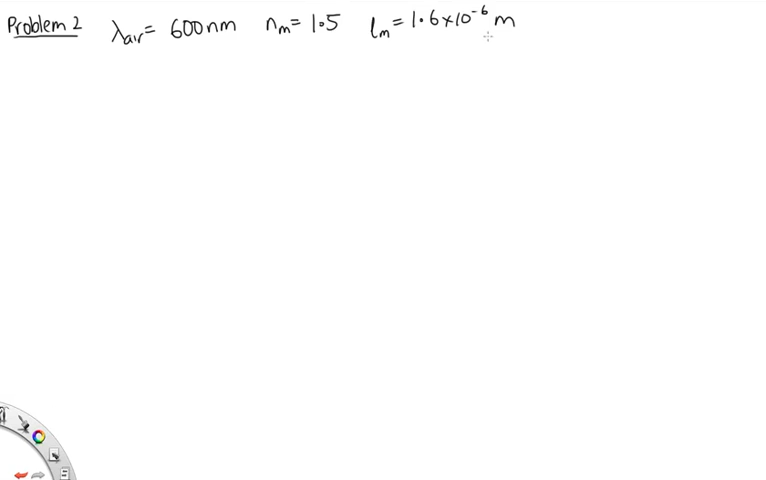 Problem 2 λair = 600nm nm = 1.5 lm = 1.6×10⁻⁶ m